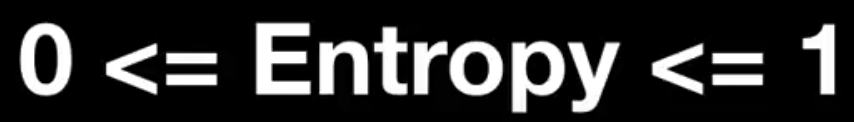 0 <= Entropy <= 1